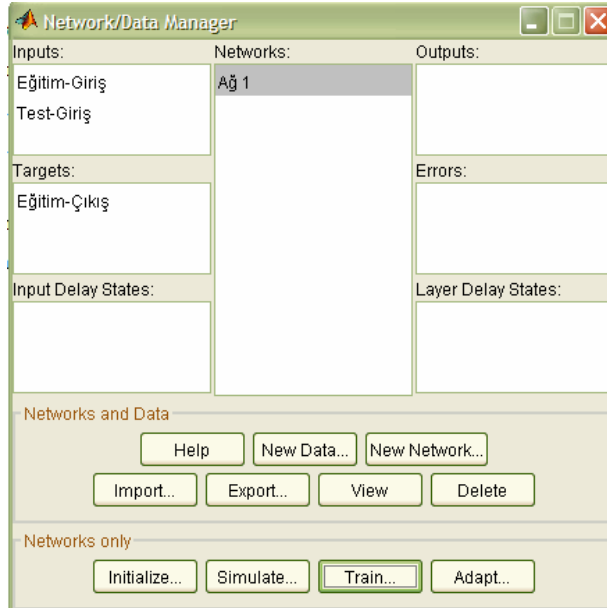 Network/Data Manager
Inputs: Networks: Outputs:
Eğitim-Giriş Ağ 1
Test-Giriş
Targets: Errors:
Eğitim-Çıkış
Input Delay States: Layer Delay States:
Networks and Data
Help New Data... New Network...
Import... Export... View Delete
Networks only
Initialize... Simulate... Train... Adapt...